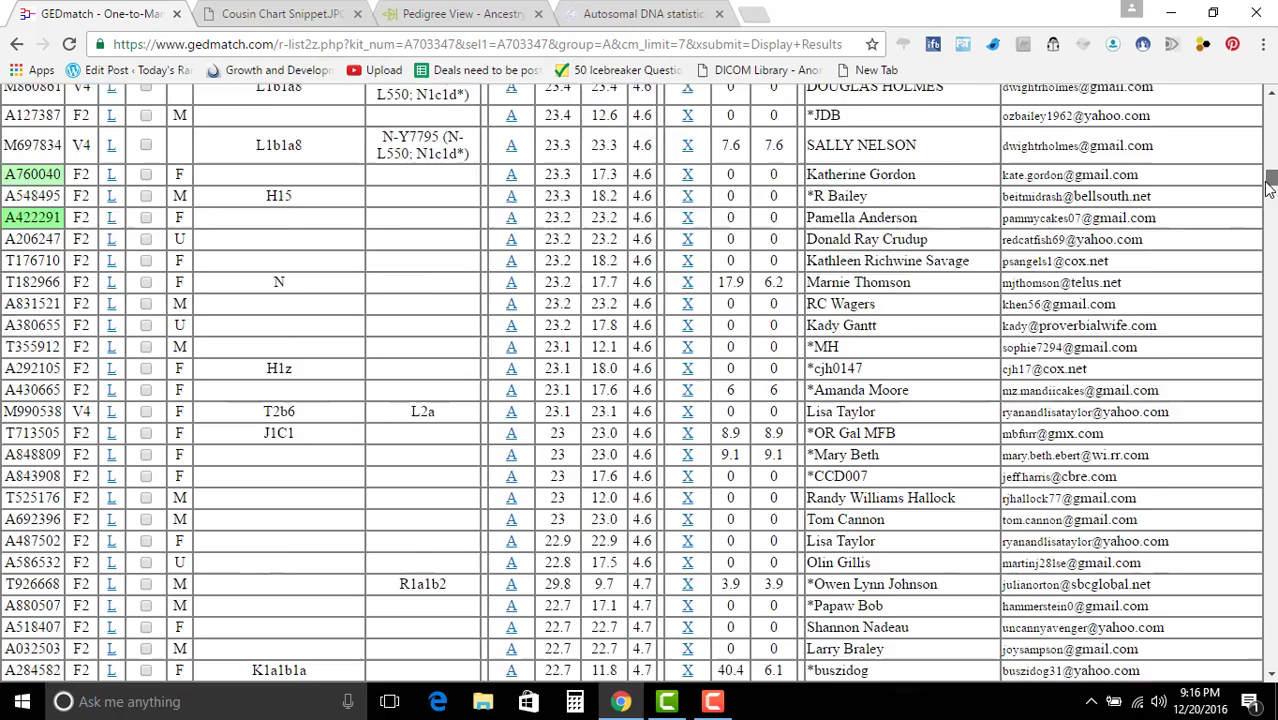 GEDmatch - One-to-Man
Cousin Chart Snippet.JPG
Pedigree View - Ancestry
Autosomal DNA statistic
https://www.gedmatch.com/r-list2z.php?kit_num=A703347&sel1=A703347&group=A&cm_limit=7&xsubmit=Display+Results
Apps Edit Post ‹ Today's Ra Growth and Develop Upload Deals need to be post 50 Icebreaker Questio DICOM Library - Anon New Tab
M860861 V4 L L1b1a8 L550; N1c1d*) A 23.4 23.4 4.6 X 0 0 DOUGLAS HOLMES dwightrholmes@gmail.com
A127387 F2 L M A 23.4 12.6 4.6 X 0 0 *JDB ozbailey1962@yahoo.com
M697834 V4 L L1b1a8 N-Y7795 (N-L550; N1c1d*) A 23.3 23.3 4.6 X 7.6 7.6 SALLY NELSON dwightrholmes@gmail.com
A760040 F2 L F A 23.3 17.3 4.6 X 0 0 Katherine Gordon kate.gordon@gmail.com
A548495 F2 L M H15 A 23.3 18.2 4.6 X 0 0 *R Bailey beitmidrash@bellsouth.net
A422291 F2 L F A 23.2 23.2 4.6 X 0 0 Pamella Anderson pammycakes07@gmail.com
A206247 F2 L U A 23.2 23.2 4.6 X 0 0 Donald Ray Crudup redcatfish69@yahoo.com
T176710 F2 L F A 23.2 18.2 4.6 X 0 0 Kathleen Richwine Savage psangels1@cox.net
T182966 F2 L F N A 23.2 17.7 4.6 X 17.9 6.2 Marnie Thomson mjthomson@telus.net
A831521 F2 L M A 23.2 23.2 4.6 X 0 0 RC Wagers khen56@gmail.com
A380655 F2 L U A 23.2 17.8 4.6 X 0 0 Kady Gantt kady@proverbialwife.com
T355912 F2 L M A 23.1 12.1 4.6 X 0 0 *MH sophie7294@gmail.com
A292105 F2 L F H1z A 23.1 18.0 4.6 X 0 0 *cjh0147 cjh17@cox.net
A430665 F2 L F A 23.1 17.6 4.6 X 6 6 *Amanda Moore mz.mandiicakes@gmail.com
M990538 V4 L F T2b6 L2a A 23.1 23.1 4.6 X 0 0 Lisa Taylor ryanandlisataylor@yahoo.com
T713505 F2 L F J1C1 A 23 23.0 4.6 X 8.9 8.9 *OR Gal MFB mbfurr@gmx.com
A848809 F2 L F A 23 23.0 4.6 X 9.1 9.1 *Mary Beth mary.beth.ebert@wi.rr.com
A843908 F2 L F A 23 17.6 4.6 X 0 0 *CCD007 jeff.harris@cbre.com
T525176 F2 L M A 23 12.0 4.6 X 0 0 Randy Williams Hallock rjhallock77@gmail.com
A692396 F2 L M A 23 23.0 4.6 X 0 0 Tom Cannon tom.cannon@gmail.com
A487502 F2 L F A 22.9 22.9 4.6 X 0 0 Lisa Taylor ryanandlisataylor@yahoo.com
A586532 F2 L U A 22.8 17.5 4.6 X 0 0 Olin Gillis martinj281se@gmail.com
T926668 F2 L M R1a1b2 A 29.8 9.7 4.7 X 3.9 3.9 *Owen Lynn Johnson julianorton@sbcglobal.net
A880507 F2 L M A 22.7 17.1 4.7 X 0 0 *Papaw Bob hammerstein0@gmail.com
A518407 F2 L F A 22.7 22.7 4.7 X 0 0 Shannon Nadeau uncannyavenger@yahoo.com
A032503 F2 L M A 22.7 22.7 4.7 X 0 0 Larry Braley joysampson@gmail.com
A284582 F2 L F K1a1b1a A 22.7 11.8 4.7 X 40.4 6.1 *buszidog buszidog31@yahoo.com
Ask me anything
9:16 PM
12/20/2016
1